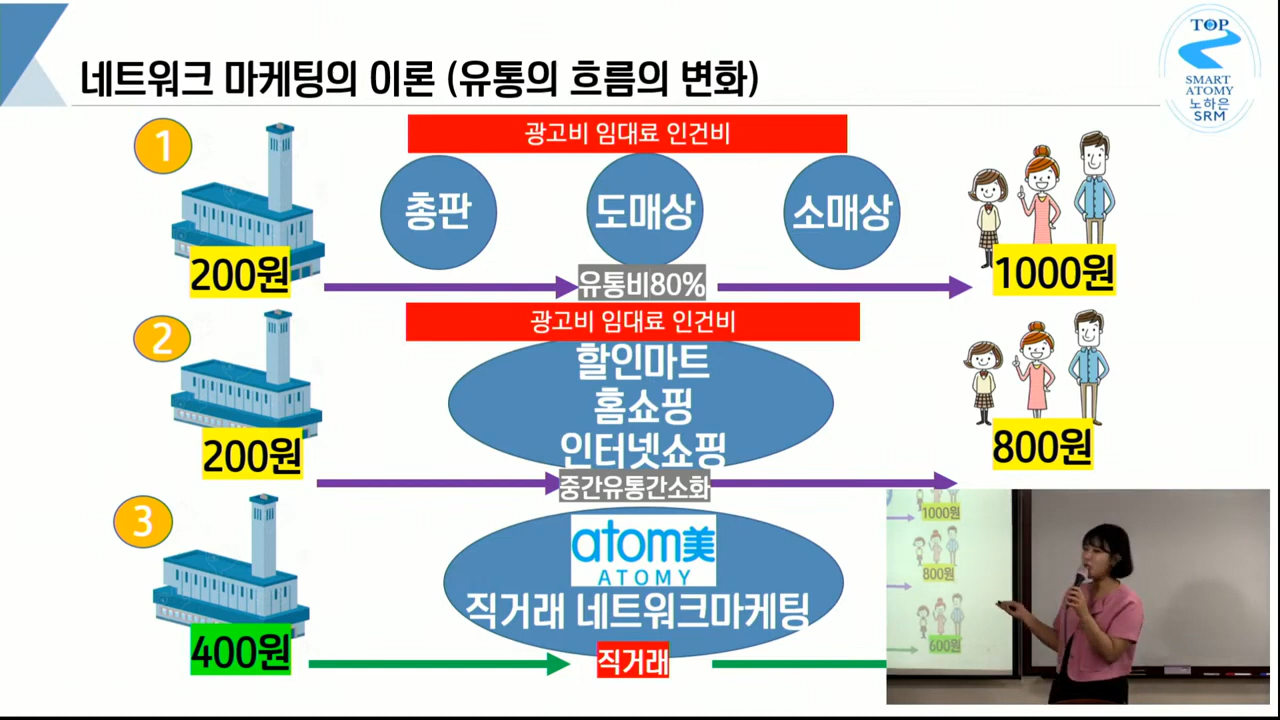 네트워크 마케팅의 이론 (유통의 흐름의 변화)
TOP
SMART
ATOMY
노하은
SRM
1
광고비 임대료 인건비
총판
도매상
소매상
200원
유통비80%
1000원
2
광고비 임대료 인건비
할인마트
홈쇼핑
인터넷쇼핑
200원
중간유통간소화
800원
3
atom美
ATOMY
직거래 네트워크마케팅
400원
직거래
1000원
800원
600원